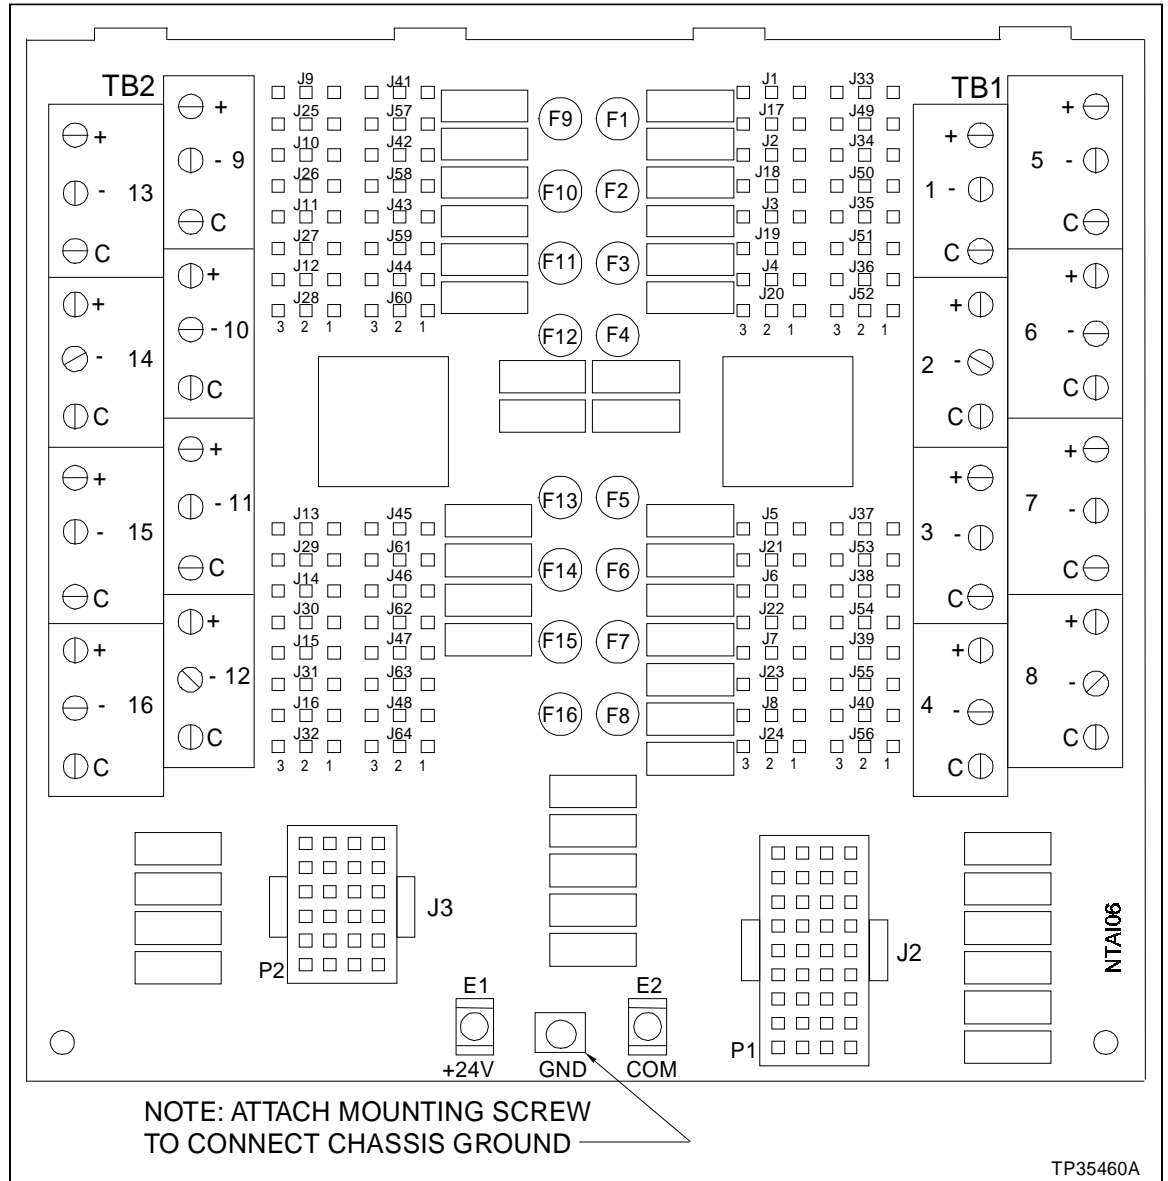 TB2
TB1
J9 J41 J1 J33
J25 J57 J17 J49
J10 J42 J2 J34
J26 J58 J18 J50
J11 J43 J3 J35
J27 J59 J19 J51
J12 J44 J4 J36
J28 J60 J20 J52
3 2 1 3 2 1 3 2 1 3 2 1
F9 F1
F10 F2
F11 F3
F12 F4
+ - 13 C
+ - 9 C
+ - 14 C
+ - 10 C
+ - 15 C
+ - 11 C
+ - 16 C
+ - 12 C
+ 1 - C
+ 5 - C
+ 2 - C
+ 6 - C
+ 3 - C
+ 7 - C
+ 4 - C
+ 8 - C
F13 F5
F14 F6
F15 F7
F16 F8
J13 J45 J5 J37
J29 J61 J21 J53
J14 J46 J6 J38
J30 J62 J22 J54
J15 J47 J7 J39
J31 J63 J23 J55
J16 J48 J8 J40
J32 J64 J24 J56
3 2 1 3 2 1 3 2 1 3 2 1
J3
P2
J2
P1
NTAI06
E1 E2
+24V GND COM
NOTE: ATTACH MOUNTING SCREW
TO CONNECT CHASSIS GROUND
TP35460A